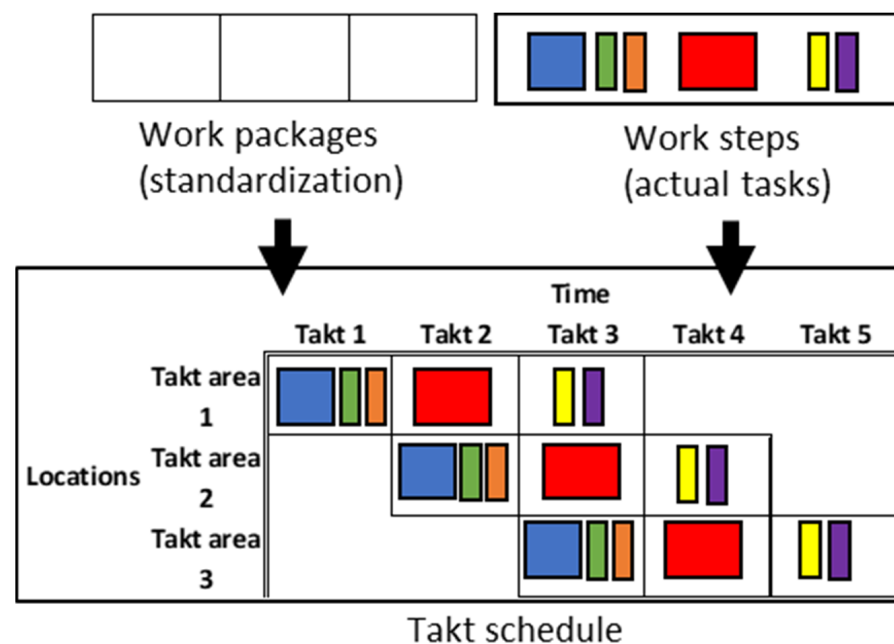 Work packages
(standardization)
Work steps
(actual tasks)
Time
Takt 1 Takt 2 Takt 3 Takt 4 Takt 5
Takt area
1
Locations
Takt area
2
Takt area
3
Takt schedule